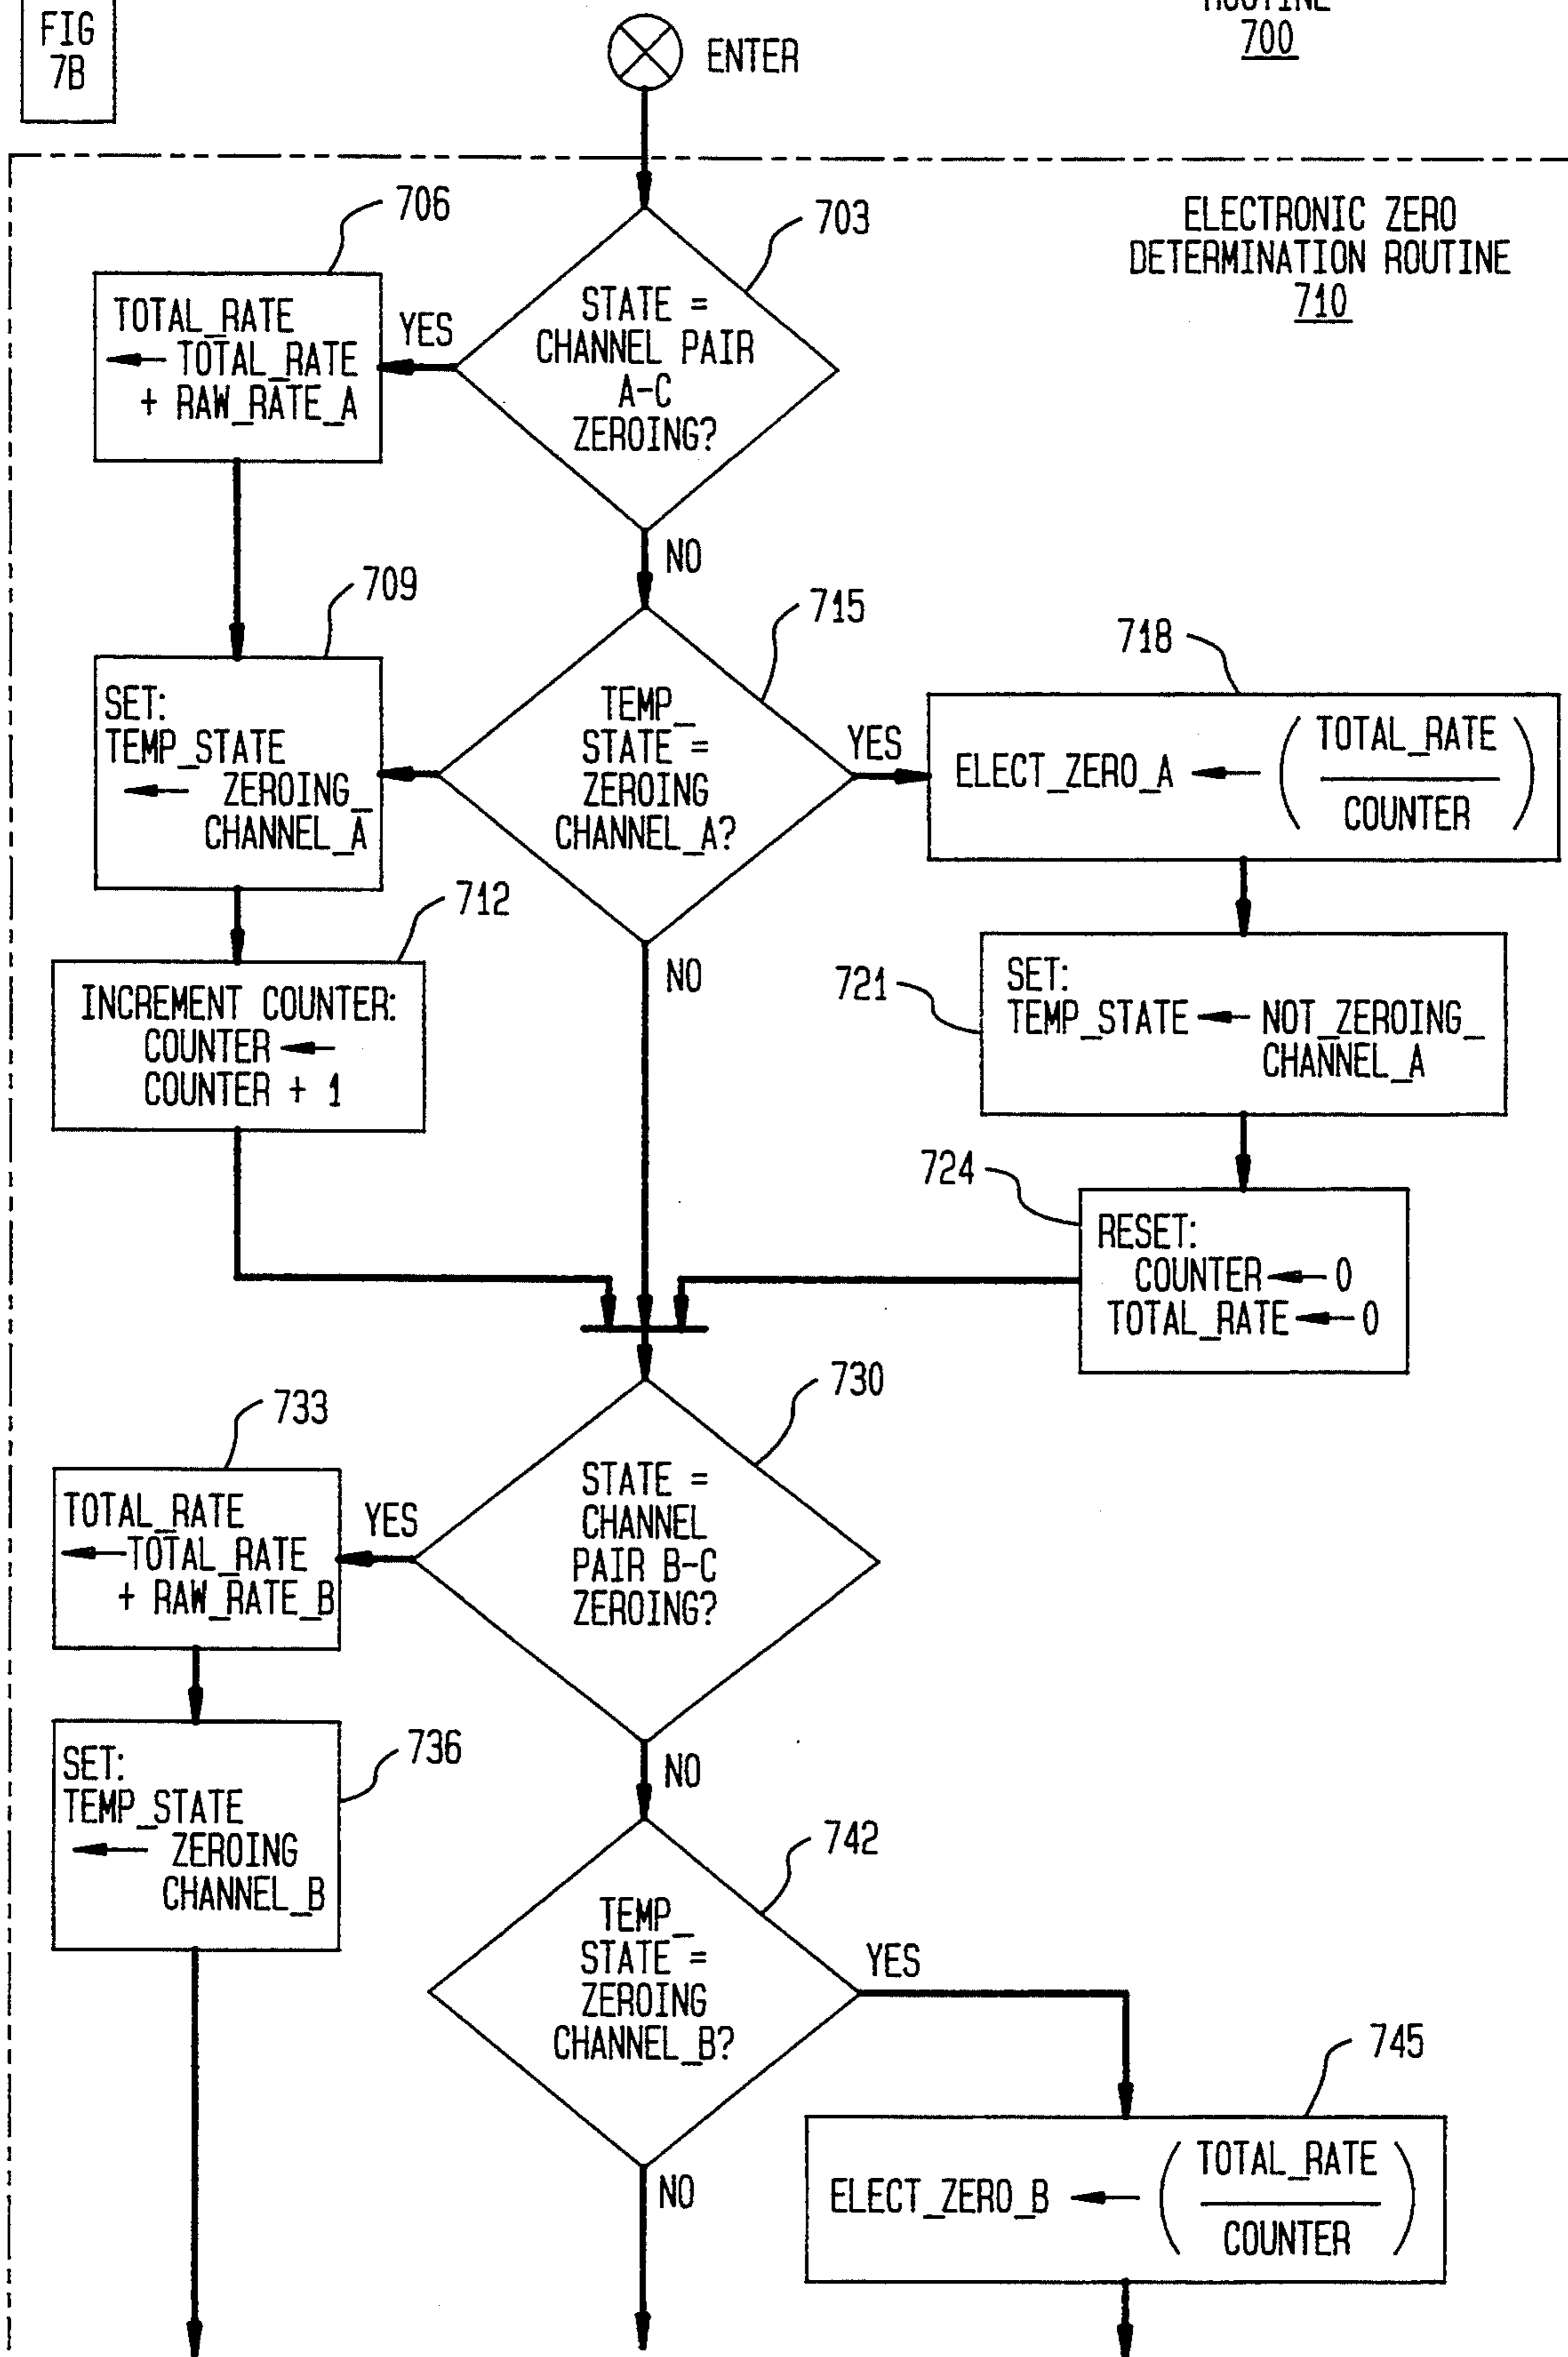 FIG
7B
ROUTINE
700
ENTER
ELECTRONIC ZERO
DETERMINATION ROUTINE
710
703
STATE =
CHANNEL PAIR
A-C
ZEROING?
YES
NO
706
TOTAL_RATE
← TOTAL_RATE
+ RAW_RATE_A
709
SET:
TEMP_STATE
← ZEROING_
CHANNEL_A
712
INCREMENT COUNTER:
COUNTER ←
COUNTER + 1
715
TEMP_
STATE =
ZEROING
CHANNEL_A?
YES
NO
718
ELECT_ZERO_A ← ( TOTAL_RATE
COUNTER )
721
SET:
TEMP_STATE ← NOT_ZEROING_
CHANNEL_A
724
RESET:
COUNTER ← 0
TOTAL_RATE ← 0
730
STATE =
CHANNEL
PAIR B-C
ZEROING?
YES
NO
733
TOTAL_RATE
← TOTAL_RATE
+ RAW_RATE_B
736
SET:
TEMP_STATE
← ZEROING
CHANNEL_B
742
TEMP_
STATE =
ZEROING
CHANNEL_B?
YES
NO
745
ELECT_ZERO_B ← ( TOTAL_RATE
COUNTER )